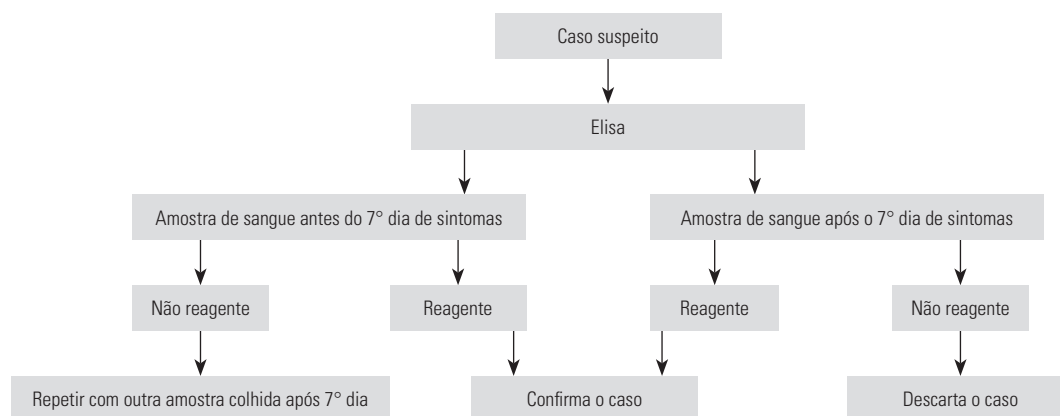 Caso suspeito
Elisa
Amostra de sangue antes do 7° dia de sintomas
Amostra de sangue após o 7° dia de sintomas
Não reagente
Reagente
Reagente
Não reagente
Repetir com outra amostra colhida após 7° dia
Confirma o caso
Descarta o caso